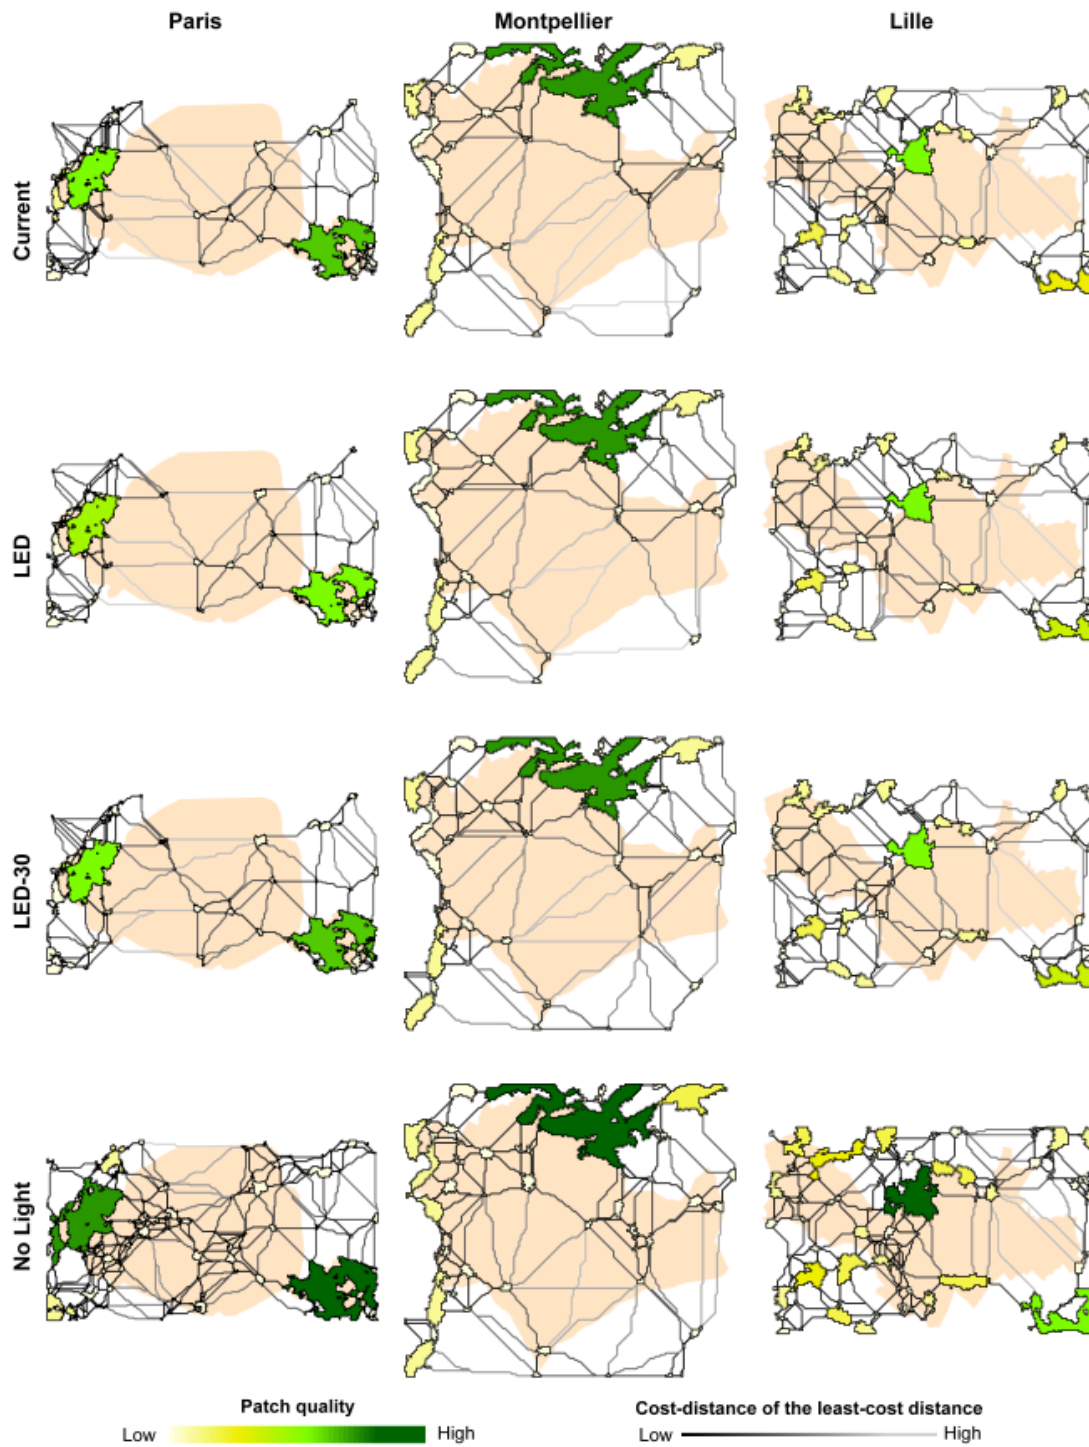 Paris Montpellier Lille
Current
LED
LED-30
No Light
Patch quality
Low High
Cost-distance of the least-cost distance
Low High